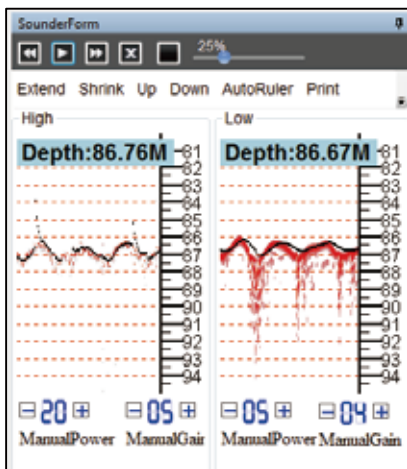 SounderForm
25%
Extend Shrink Up Down AutoRuler Print
High
Low
Depth:86.76M
Depth:86.67M
81 81
82 82
83 83
84 84
85 85
86 86
87 87
88 88
89 89
90 90
91 91
92 92
93 93
94 94
20 05 05 04
ManualPower ManualGain ManualPower ManualGain